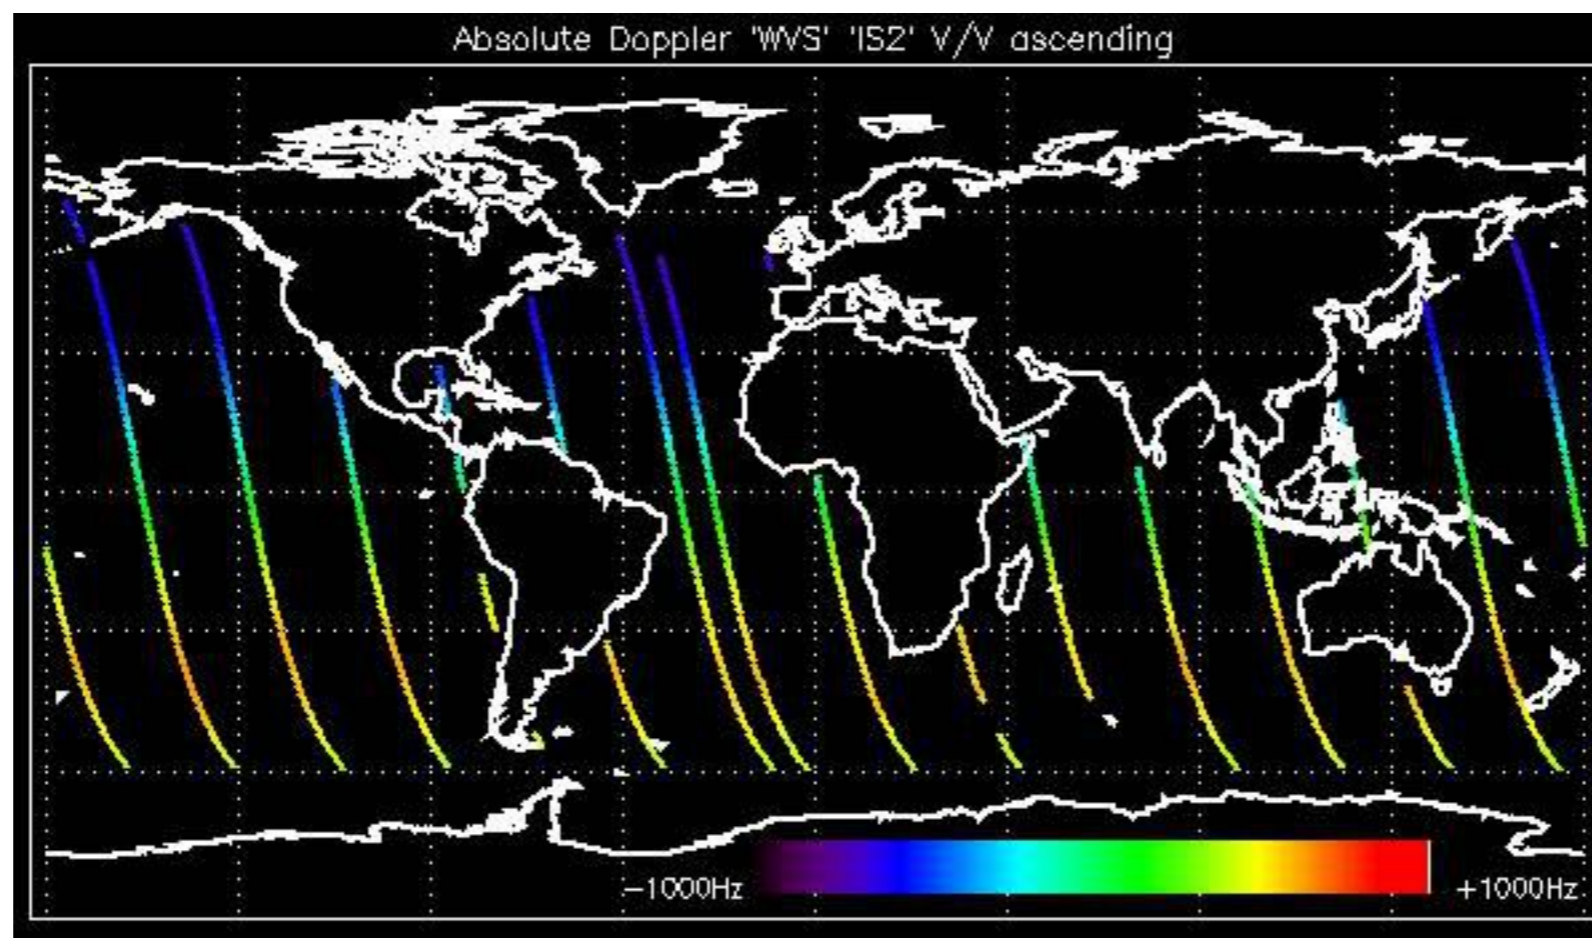 Absolute Doppler 'WVS' 'IS2' V/V ascending
-1000Hz
+1000Hz